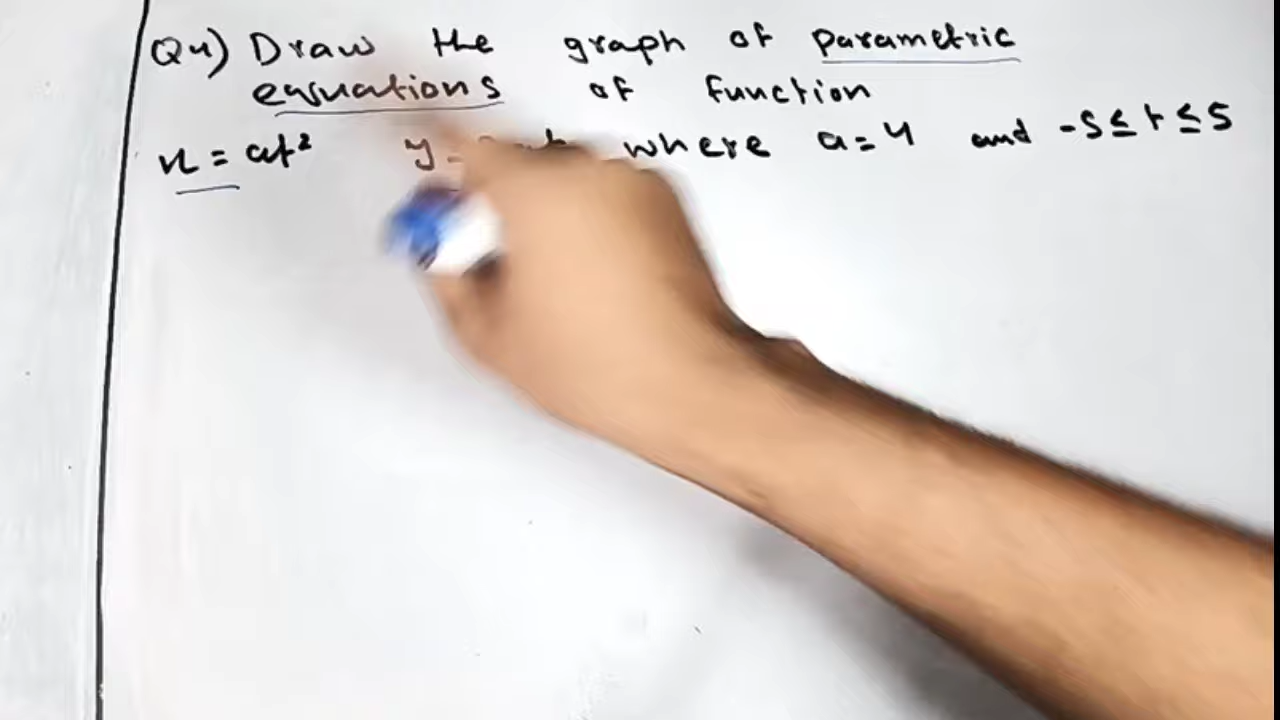 Q4) Draw the graph of parametric
equations of function
x = at² y = where a = 4 and -5 ≤ t ≤ 5